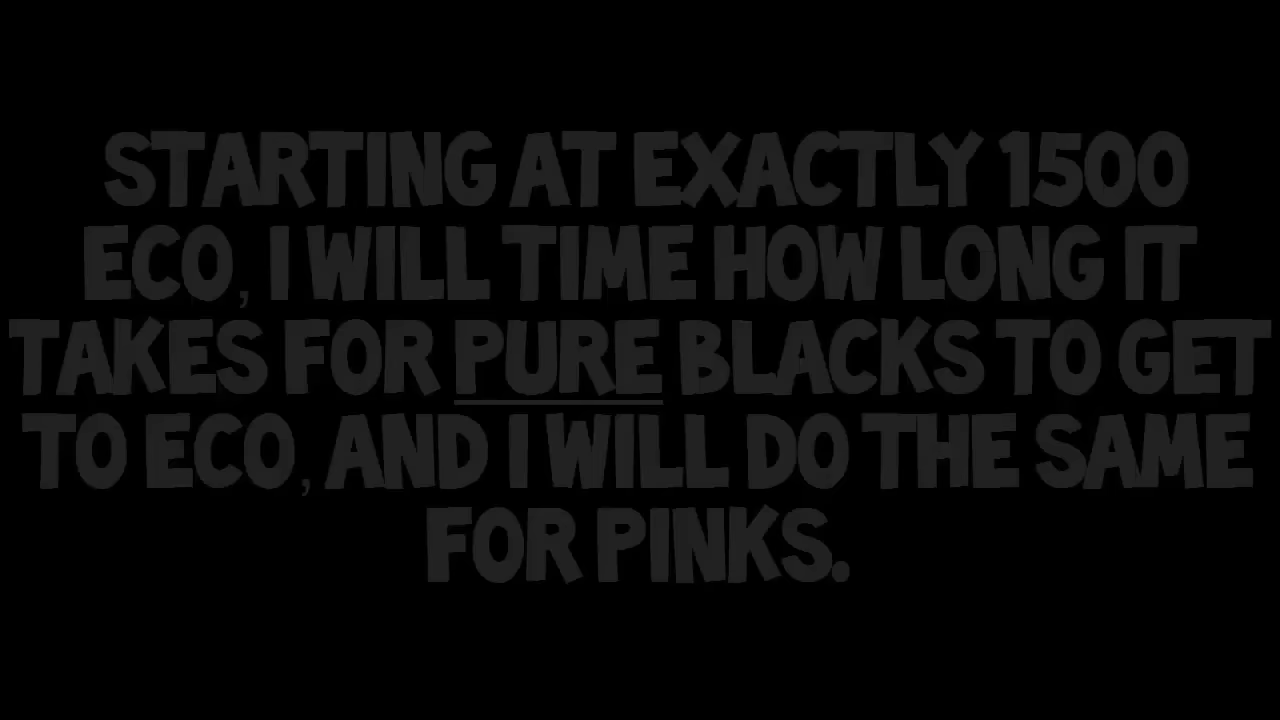 STARTING AT EXACTLY 1500
ECO, I WILL TIME HOW LONG IT
TAKES FOR PURE BLACKS TO GET
TO ECO, AND I WILL DO THE SAME
FOR PINKS.